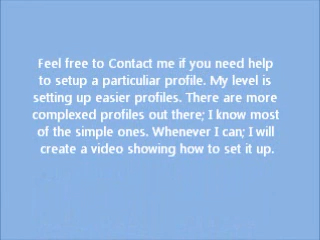 Feel free to Contact me if you need help
to setup a particuliar profile. My level is
setting up easier profiles. There are more
complexed profiles out there; I know most
of the simple ones. Whenever I can; I will
create a video showing how to set it up.